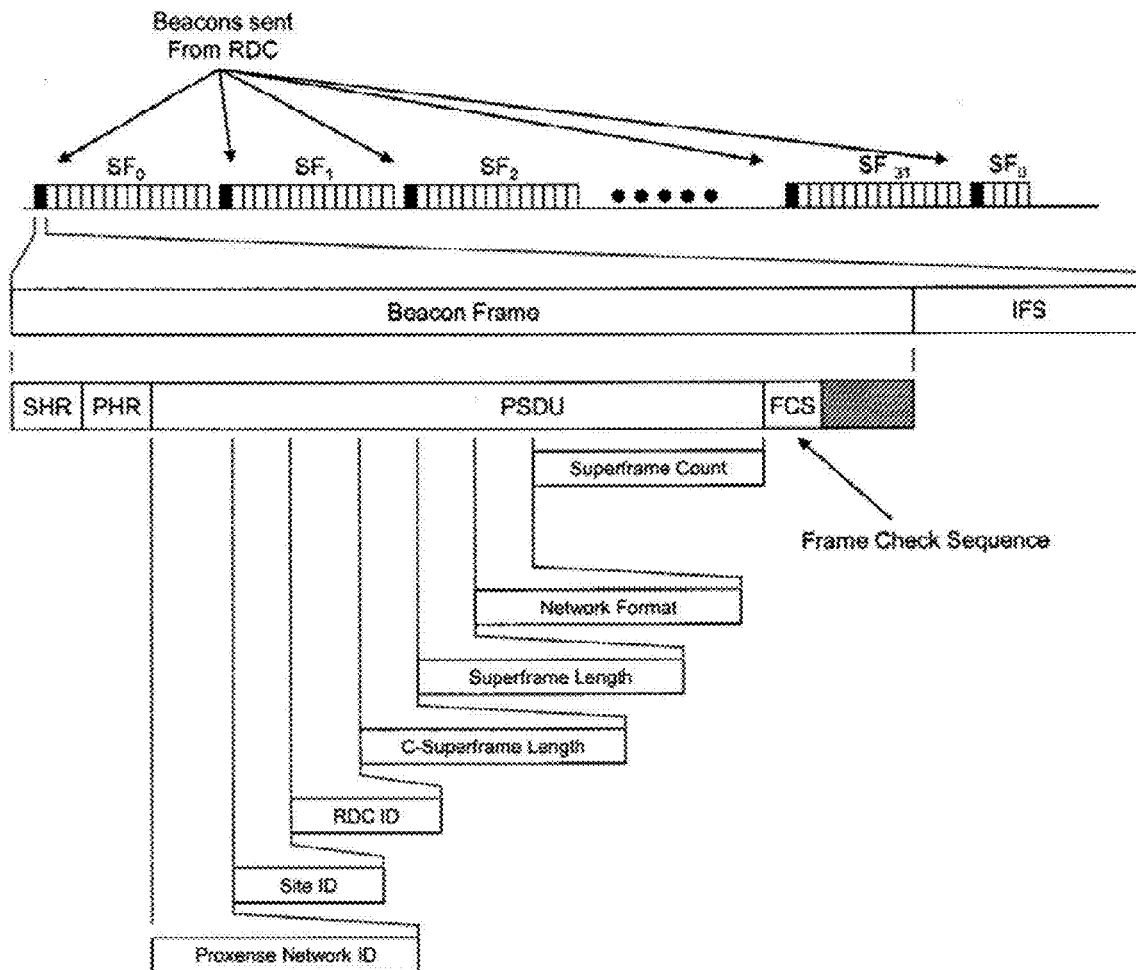 Beacons sent
From RDC
SF0 SF1 SF2 SF31 SF0
Beacon Frame IFS
SHR PHR PSDU FCS
Superframe Count
Frame Check Sequence
Network Format
Superframe Length
C-Superframe Length
RDC ID
Site ID
Proxense Network ID